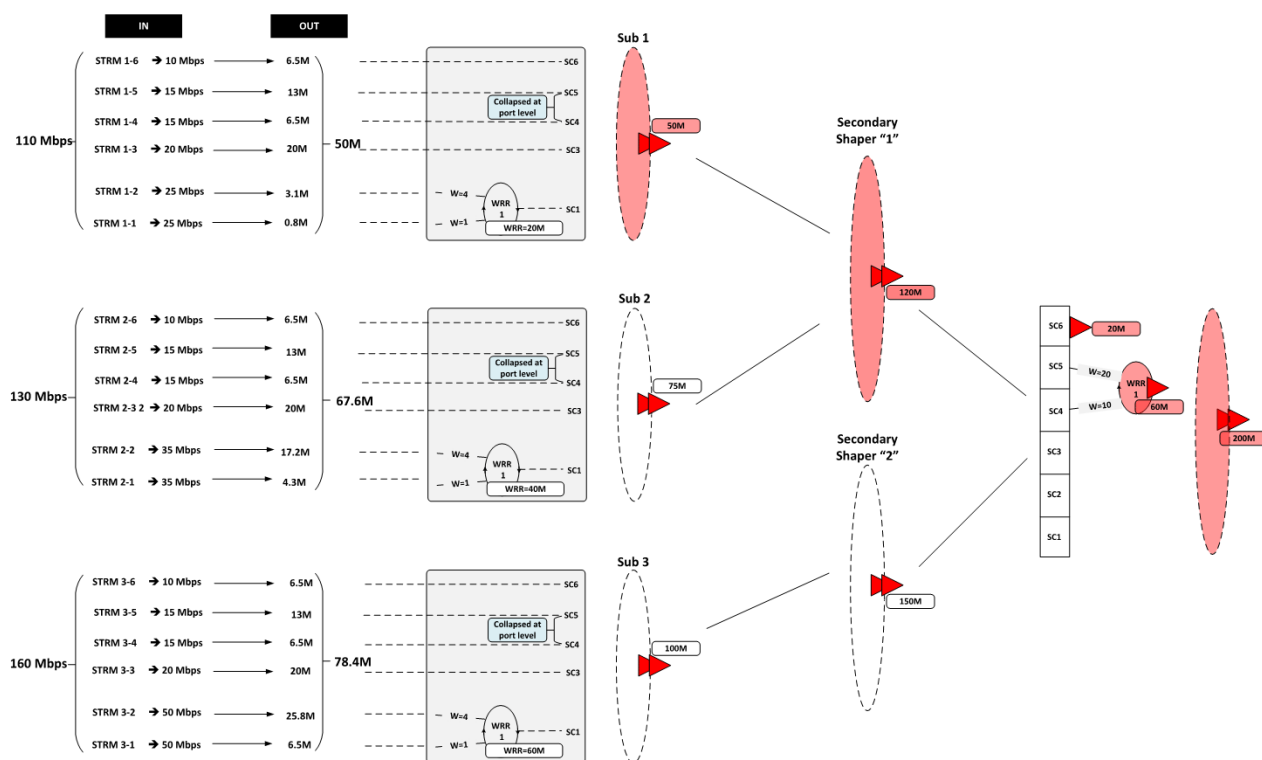 IN
OUT
STRM 1-6 → 10 Mbps 6.5M
STRM 1-5 → 15 Mbps 13M
STRM 1-4 → 15 Mbps 6.5M
STRM 1-3 → 20 Mbps 20M
STRM 1-2 → 25 Mbps 3.1M
STRM 1-1 → 25 Mbps 0.8M
110 Mbps
50M
SC6
SC5
Collapsed at
port level
SC4
SC3
W=4
WRR
1
SC1
W=1
WRR=20M
Sub 1
50M
STRM 2-6 → 10 Mbps 6.5M
STRM 2-5 → 15 Mbps 13M
STRM 2-4 → 15 Mbps 6.5M
STRM 2-3 2 → 20 Mbps 20M
STRM 2-2 → 35 Mbps 17.2M
STRM 2-1 → 35 Mbps 4.3M
130 Mbps
67.6M
SC6
SC5
Collapsed at
port level
SC4
SC3
W=4
WRR
1
SC1
W=1
WRR=40M
Sub 2
75M
STRM 3-6 → 10 Mbps 6.5M
STRM 3-5 → 15 Mbps 13M
STRM 3-4 → 15 Mbps 6.5M
STRM 3-3 → 20 Mbps 20M
STRM 3-2 → 50 Mbps 25.8M
STRM 3-1 → 50 Mbps 6.5M
160 Mbps
78.4M
SC6
SC5
Collapsed at
port level
SC4
SC3
W=4
WRR
1
SC1
W=1
WRR=60M
Sub 3
100M
Secondary
Shaper "1"
120M
Secondary
Shaper "2"
150M
SC6
20M
SC5
W=20
WRR
1
SC4
W=10
60M
SC3
SC2
SC1
200M